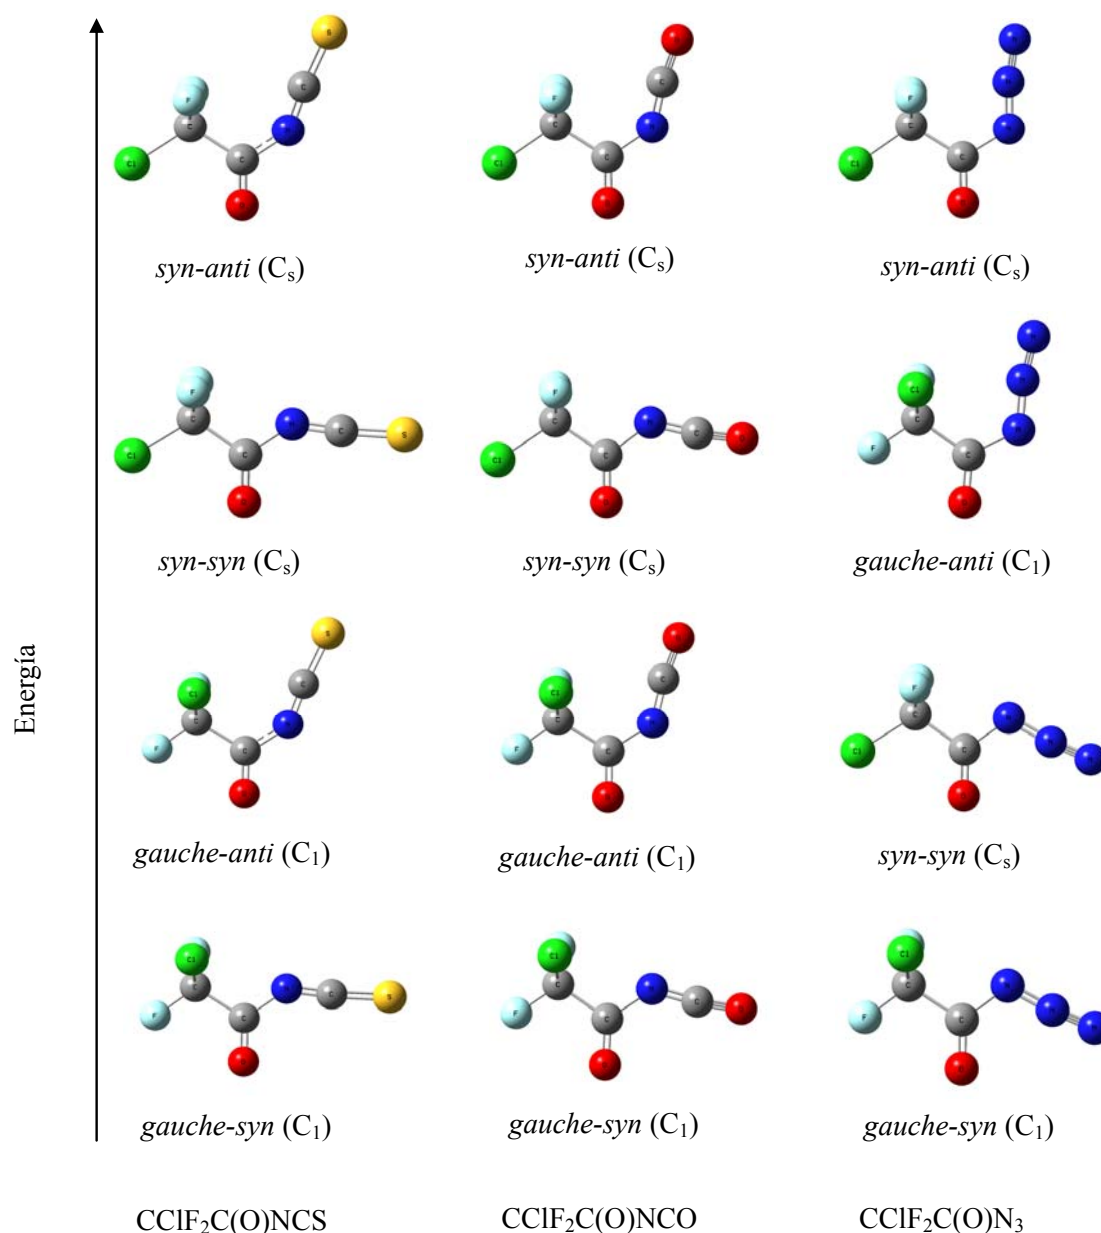 syn-anti (Cs) syn-anti (Cs) syn-anti (Cs)
syn-syn (Cs) syn-syn (Cs) gauche-anti (C1)
Energía
gauche-anti (C1) gauche-anti (C1) syn-syn (Cs)
gauche-syn (C1) gauche-syn (C1) gauche-syn (C1)
CClF2C(O)NCS CClF2C(O)NCO CClF2C(O)N3